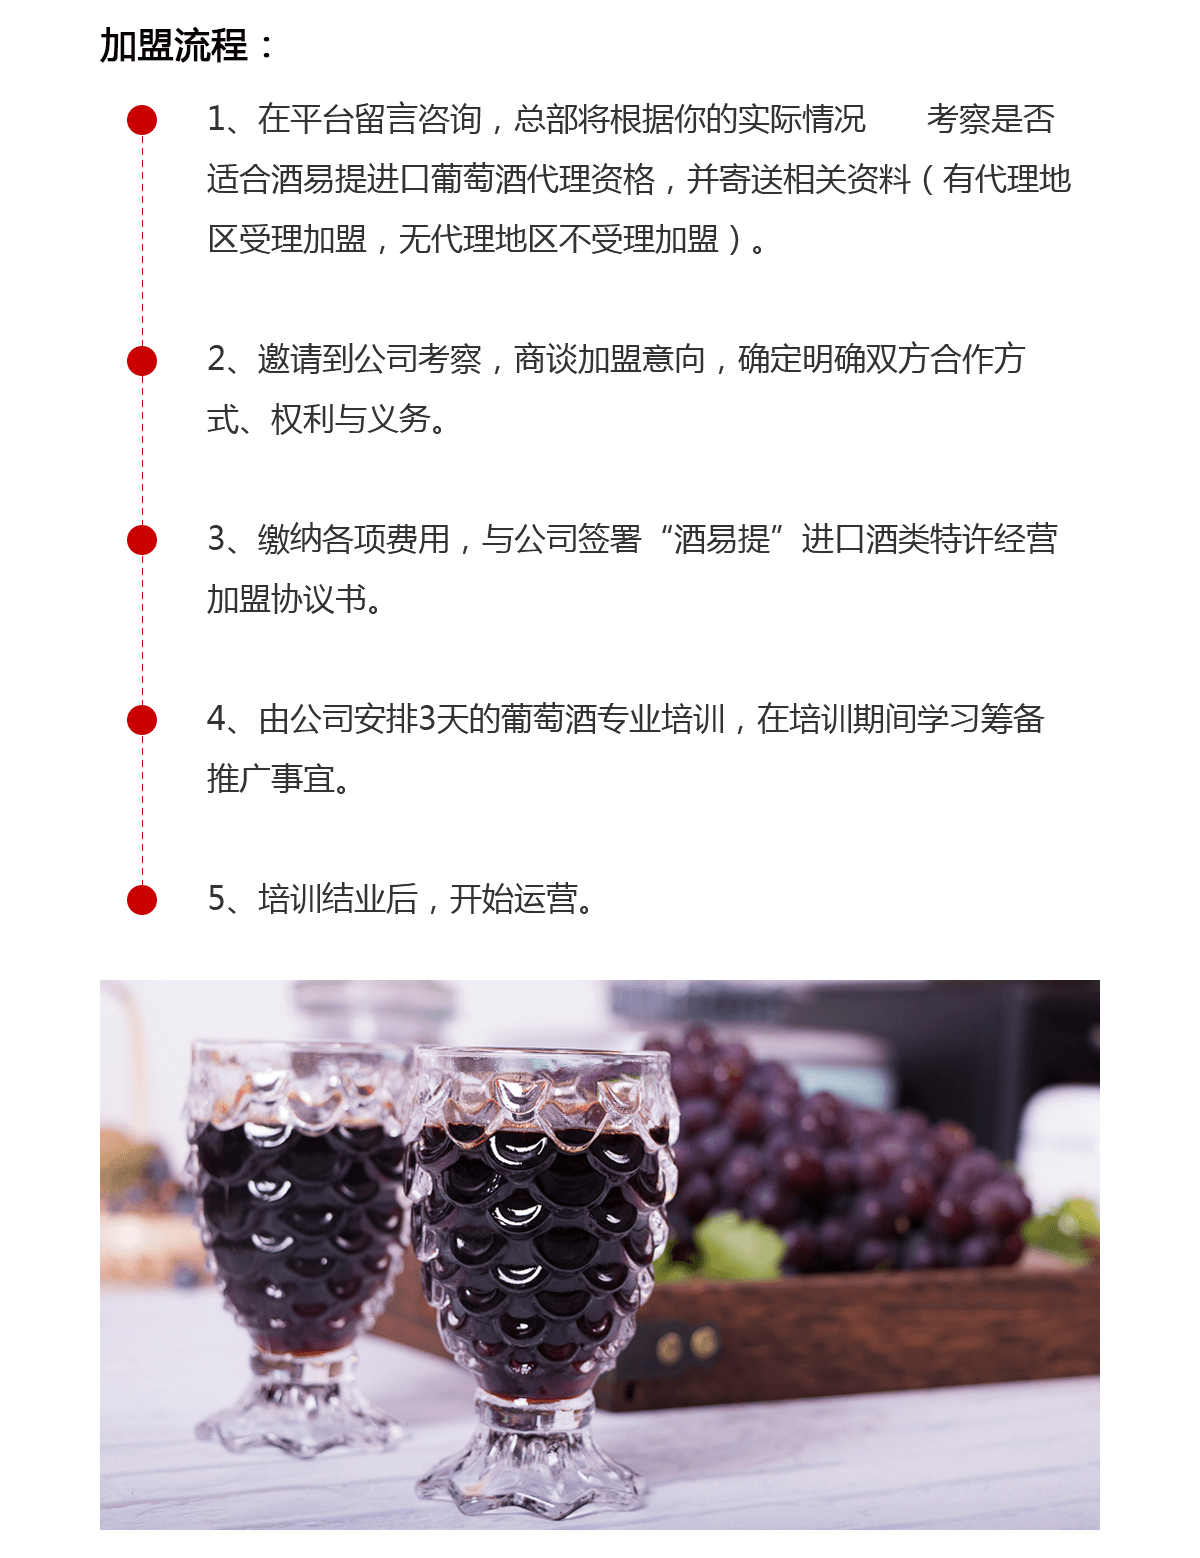 加盟流程：
1、在平台留言咨询，总部将根据你的实际情况　　考察是否
适合酒易提进口葡萄酒代理资格，并寄送相关资料（有代理地
区受理加盟，无代理地区不受理加盟）。
2、邀请到公司考察，商谈加盟意向，确定明确双方合作方
式、权利与义务。
3、缴纳各项费用，与公司签署“酒易提”进口酒类特许经营
加盟协议书。
4、由公司安排3天的葡萄酒专业培训，在培训期间学习筹备
推广事宜。
5、培训结业后，开始运营。